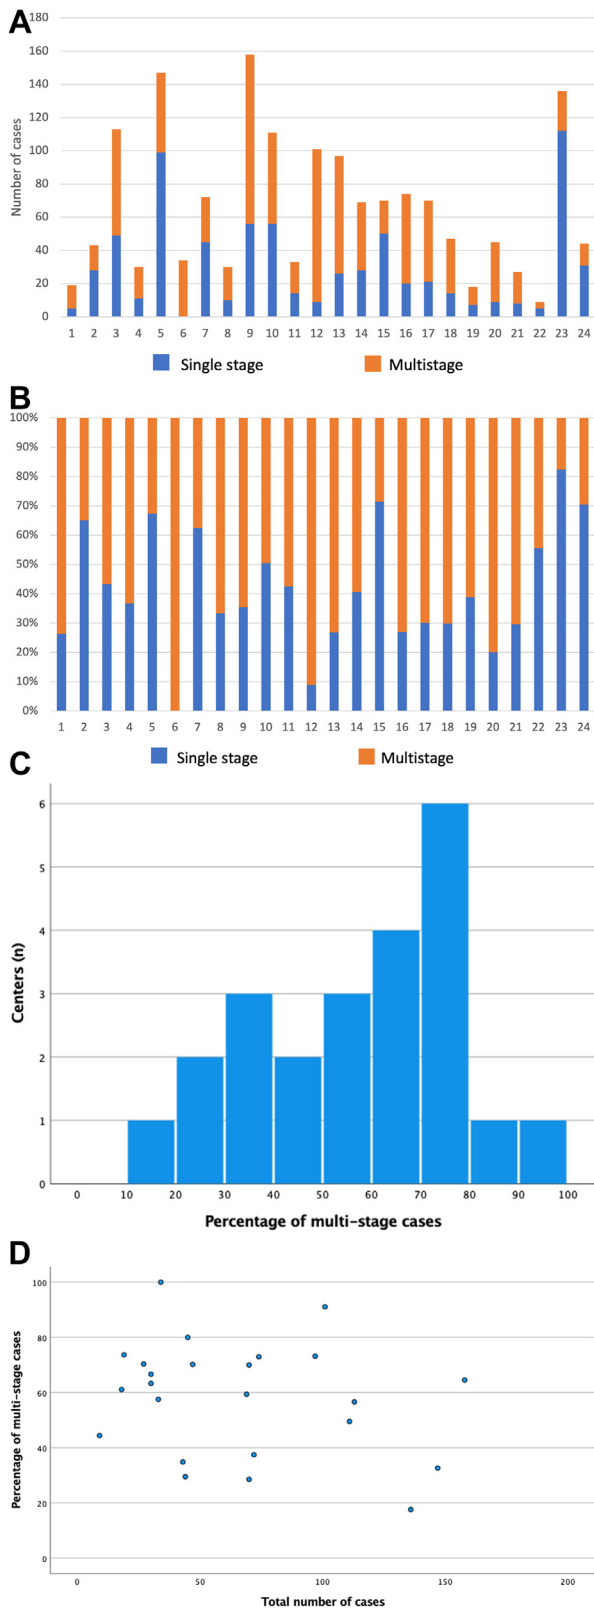 A
180
160
140
120
100
80
60
40
20
0
Number of cases
1 2 3 4 5 6 7 8 9 10 11 12 13 14 15 16 17 18 19 20 21 22 23 24
Single stage Multistage
B
100%
90%
80%
70%
60%
50%
40%
30%
20%
10%
0%
1 2 3 4 5 6 7 8 9 10 11 12 13 14 15 16 17 18 19 20 21 22 23 24
Single stage Multistage
C
6
5
4
3
2
1
0
Centers (n)
0 10 20 30 40 50 60 70 80 90 100
Percentage of multi-stage cases
D
100
80
60
40
20
0
Percentage of multi-stage cases
0 50 100 150 200
Total number of cases